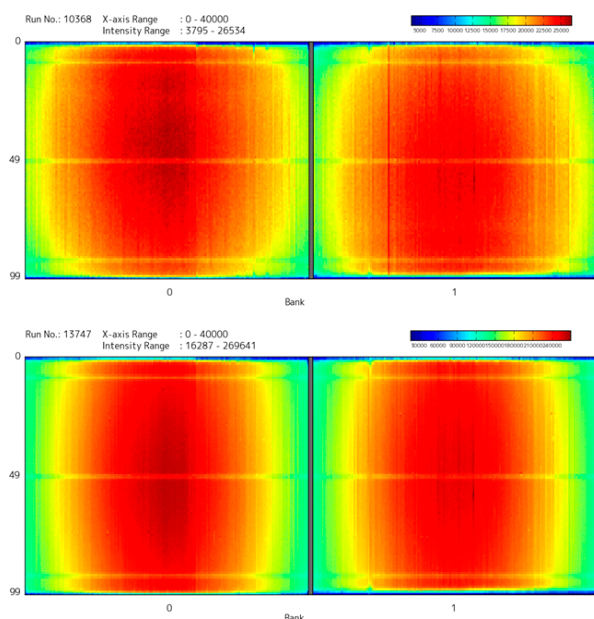 Run No.: 10368 X-axis Range : 0 - 40000
Intensity Range : 3795 - 26534
5000 7500 10000 12500 15000 17500 20000 22500 25000
0
49
99
0 1
Bank
Run No.: 13747 X-axis Range : 0 - 40000
Intensity Range : 16287 - 269641
0
49
99
0 1
Bank